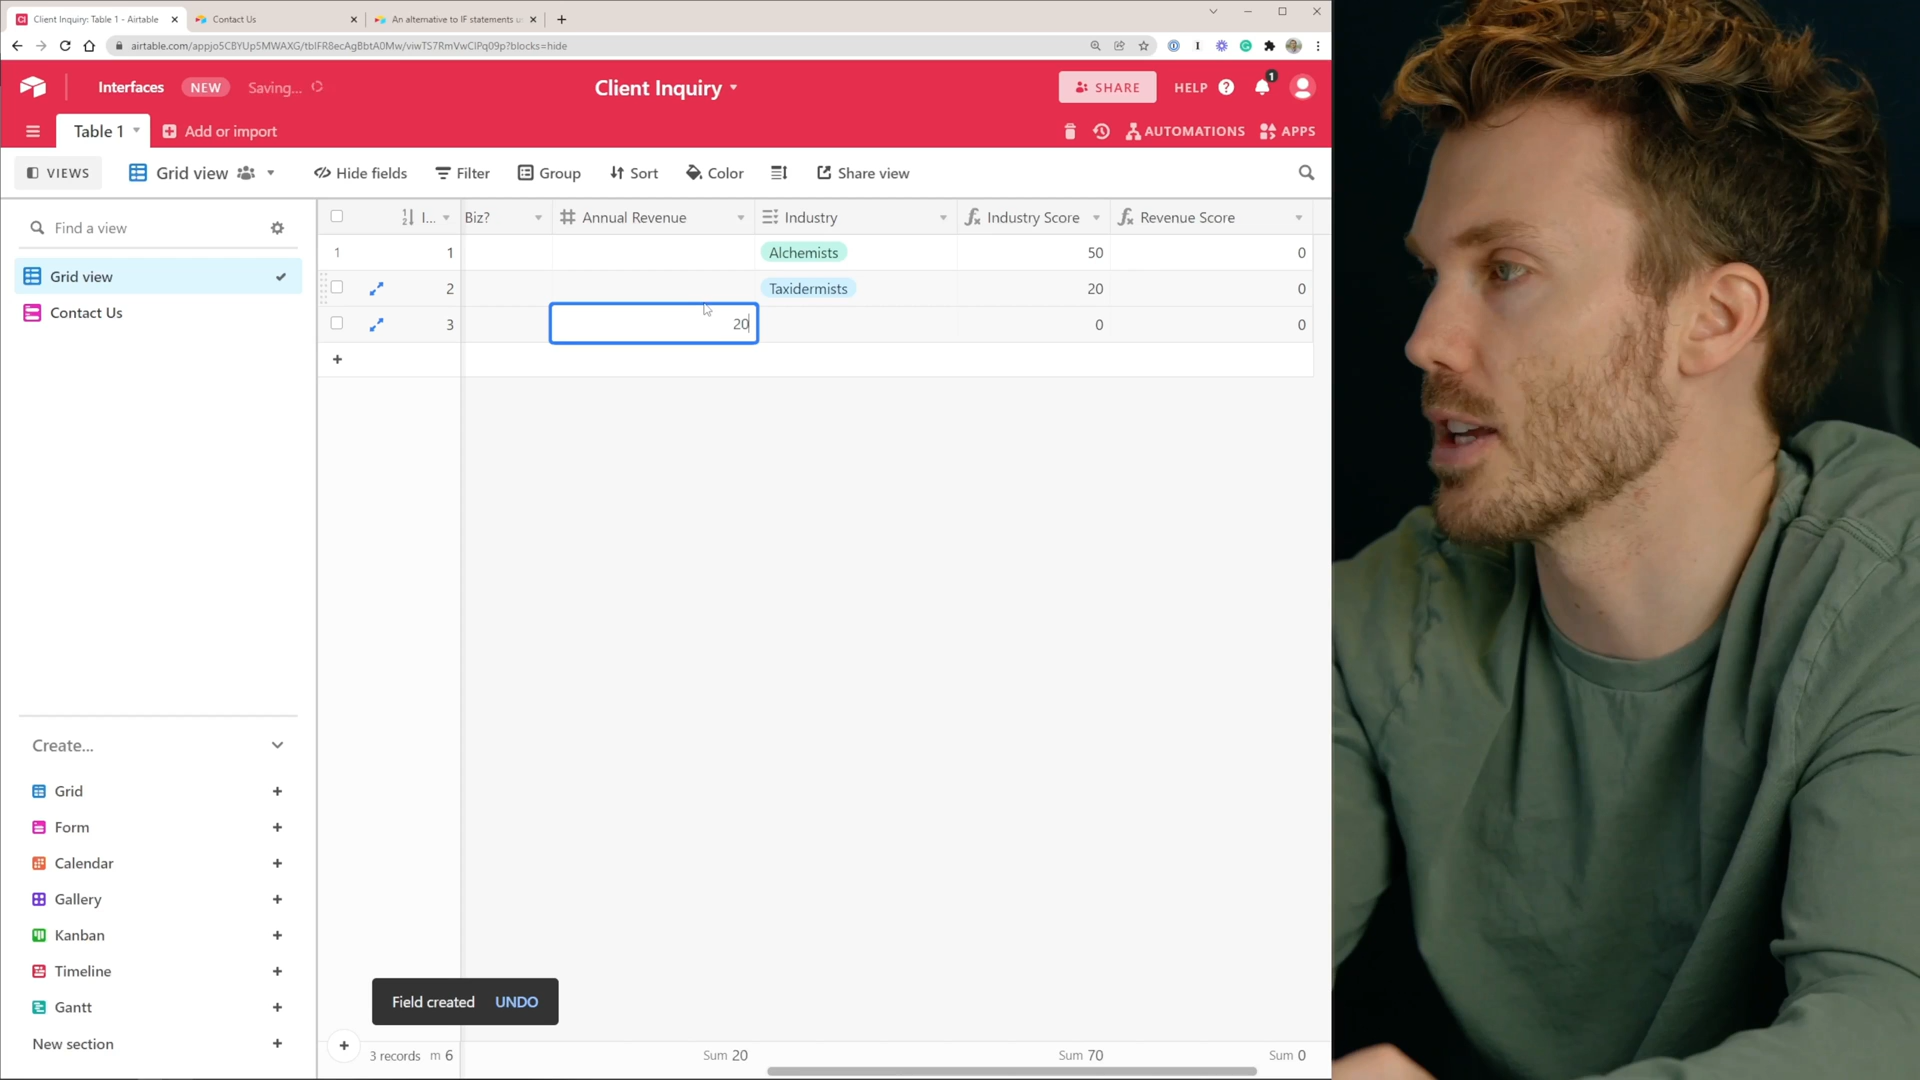 Client Inquiry: Table 1 - Airtable
Contact Us
An alternative to IF statements u
airtable.com/appjo5CBYUp5MWAXG/tblFR8ecAgBbtA0Mw/viwTS7RmVwClPq09p?blocks=hide
Interfaces NEW Saving...
Client Inquiry
SHARE HELP 1
Table 1 Add or import
AUTOMATIONS APPS
VIEWS Grid view Hide fields Filter Group Sort Color Share view
Find a view
I... Biz? Annual Revenue Industry Industry Score Revenue Score
1 1 Alchemists 50 0
Grid view
2 Taxidermists 20 0
Contact Us
3 20 0 0
Create...
Grid
Form
Calendar
Gallery
Kanban
Timeline
Gantt
New section
Field created UNDO
3 records m 6 Sum 20 Sum 70 Sum 0